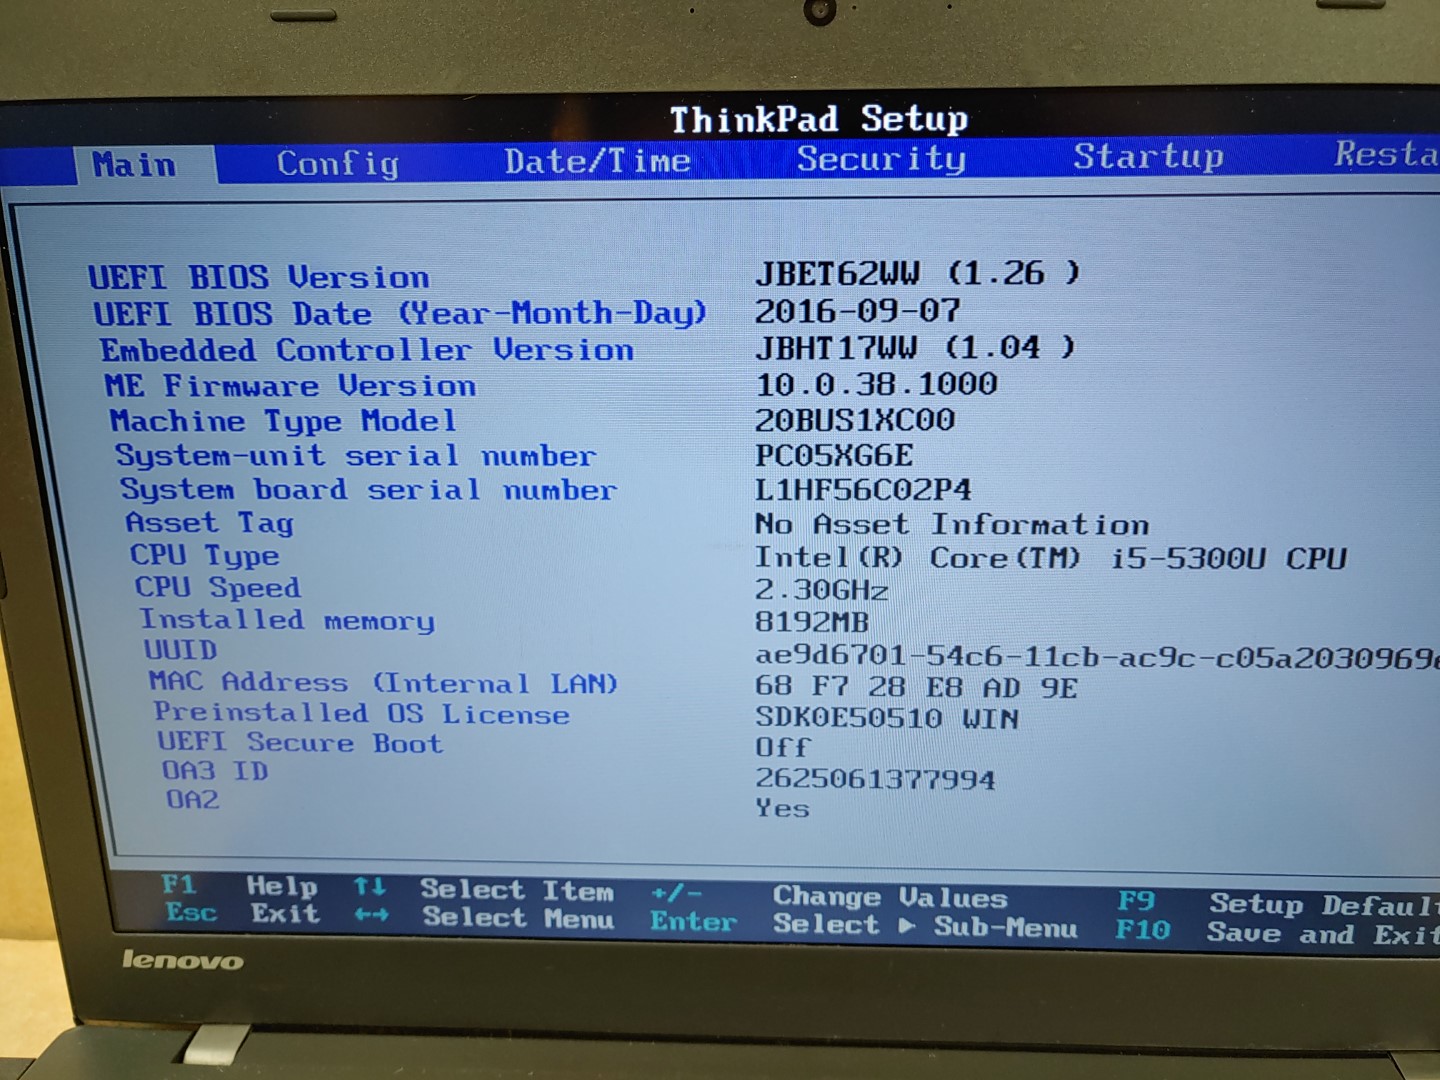 ThinkPad Setup
Main Config Date/Time Security Startup Resta
UEFI BIOS Version JBET62WW (1.26 )
UEFI BIOS Date (Year-Month-Day) 2016-09-07
Embedded Controller Version JBHT17WW (1.04 )
ME Firmware Version 10.0.38.1000
Machine Type Model 20BUS1XC00
System-unit serial number PC05XG6E
System board serial number L1HF56C02P4
Asset Tag No Asset Information
CPU Type Intel(R) Core(TM) i5-5300U CPU
CPU Speed 2.30GHz
Installed memory 8192MB
UUID ae9d6701-54c6-11cb-ac9c-c05a2030969
MAC Address (Internal LAN) 68 F7 28 E8 AD 9E
Preinstalled OS License SDK0E50510 WIN
UEFI Secure Boot Off
OA3 ID 2625061377994
OA2 Yes
F1 Help ↑↓ Select Item +/- Change Values F9 Setup Default
Esc Exit ←→ Select Menu Enter Select ▶ Sub-Menu F10 Save and Exit
lenovo